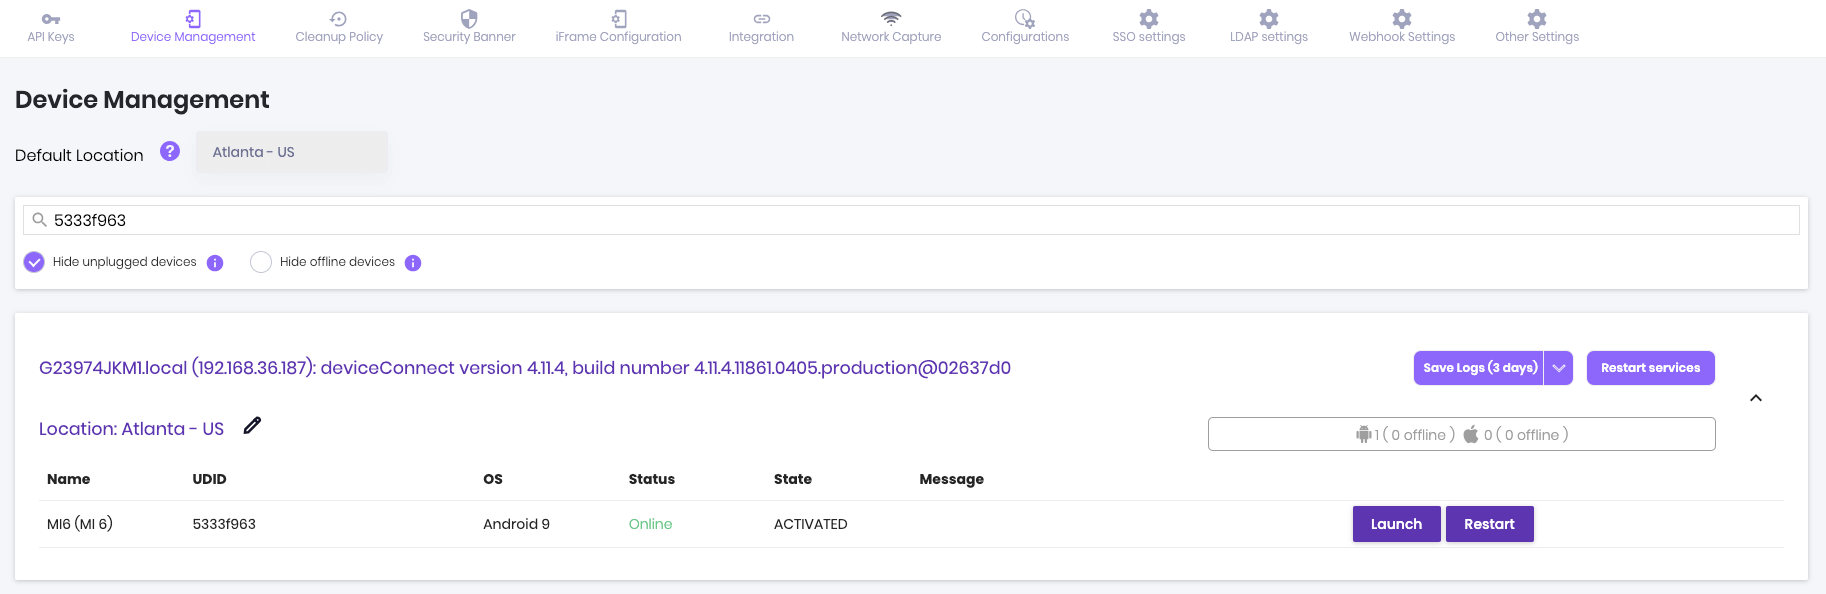 API Keys
Device Management
Cleanup Policy
Security Banner
iFrame Configuration
Integration
Network Capture
Configurations
SSO settings
LDAP settings
Webhook Settings
Other Settings
Device Management
Default Location ? Atlanta - US
5333f963
Hide unplugged devices i Hide offline devices i
G23974JKM1.local (192.168.36.187): deviceConnect version 4.11.4, build number 4.11.4.11861.0405.production@02637d0
Save Logs (3 days)
Restart services
Location: Atlanta - US
1 ( 0 offline ) 0 ( 0 offline )
Name UDID OS Status State Message
MI6 (MI 6) 5333f963 Android 9 Online ACTIVATED Launch Restart